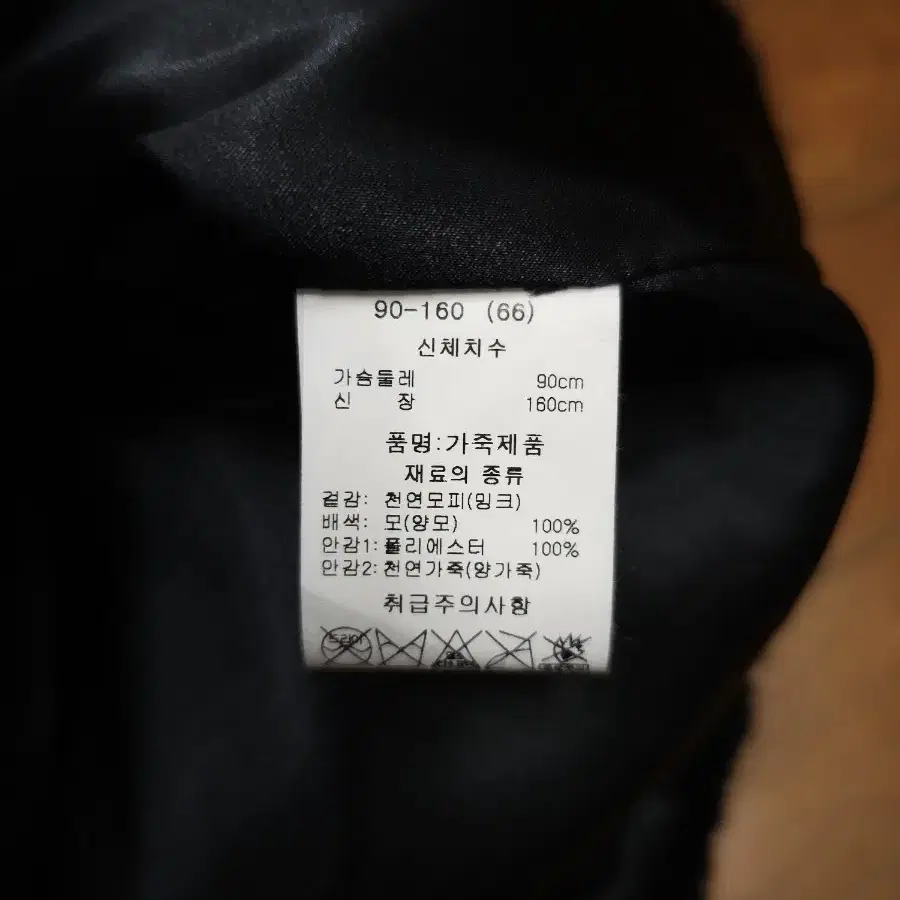 90-160 (66)
신체치수
가슴둘레 90cm
신 장 160cm
품명:가죽제품
재료의 종류
겉감: 천연모피(밍크)
배색: 모(양모) 100%
안감1: 폴리에스터 100%
안감2: 천연가죽(양가죽)
취급주의사항
드라이